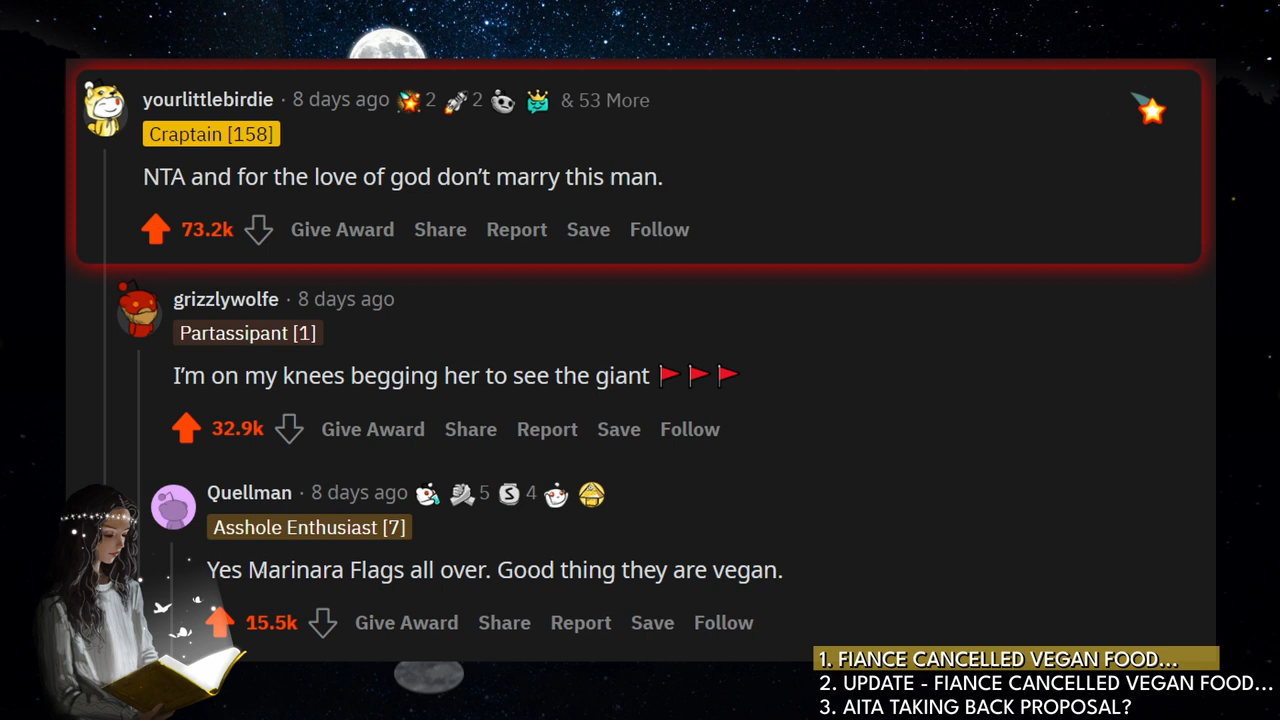 yourlittlebirdie · 8 days ago 2 2 & 53 More
Craptain [158]
NTA and for the love of god don’t marry this man.
73.2k Give Award Share Report Save Follow
grizzlywolfe · 8 days ago
Partassipant [1]
I’m on my knees begging her to see the giant 🚩🚩🚩
32.9k Give Award Share Report Save Follow
Quellman · 8 days ago 5 S 4
Asshole Enthusiast [7]
Yes Marinara Flags all over. Good thing they are vegan.
15.5k Give Award Share Report Save Follow
1. FIANCE CANCELLED VEGAN FOOD...
2. UPDATE - FIANCE CANCELLED VEGAN FOOD...
3. AITA TAKING BACK PROPOSAL?